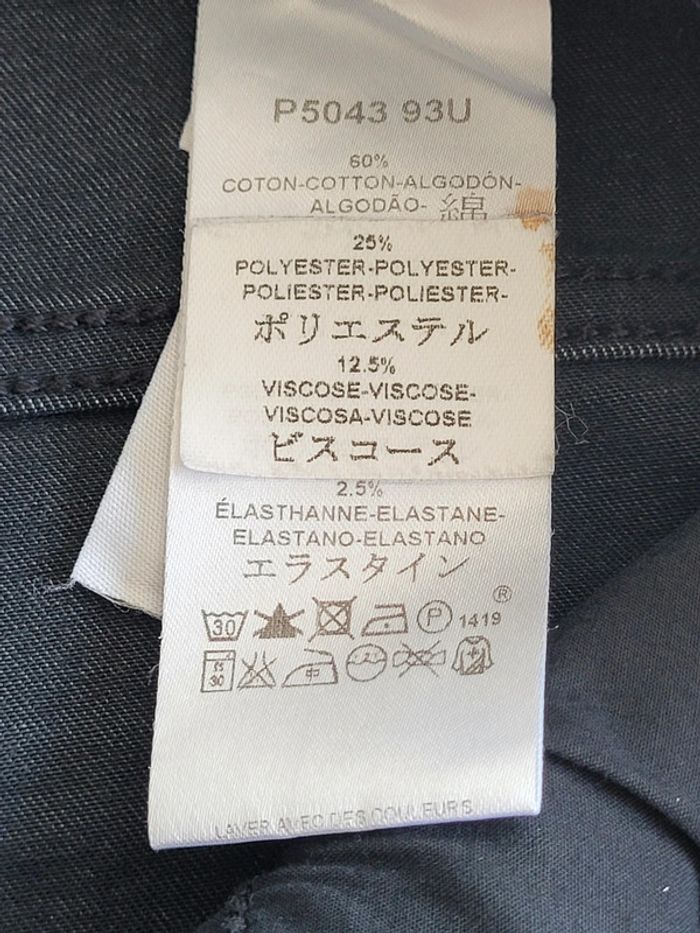 P5043 93U
60%
COTON-COTTON-ALGODÓN-
ALGODÃO- 綿
25%
POLYESTER-POLYESTER-
POLIESTER-POLIESTER-
ポリエステル
12.5%
VISCOSE-VISCOSE-
VISCOSA-VISCOSE
ビスコース
2.5%
ÉLASTHANNE-ELASTANE-
ELASTANO-ELASTANO
エラスタイン
®
30 P 1419
30 中
LAVER AVEC DES COULEURS